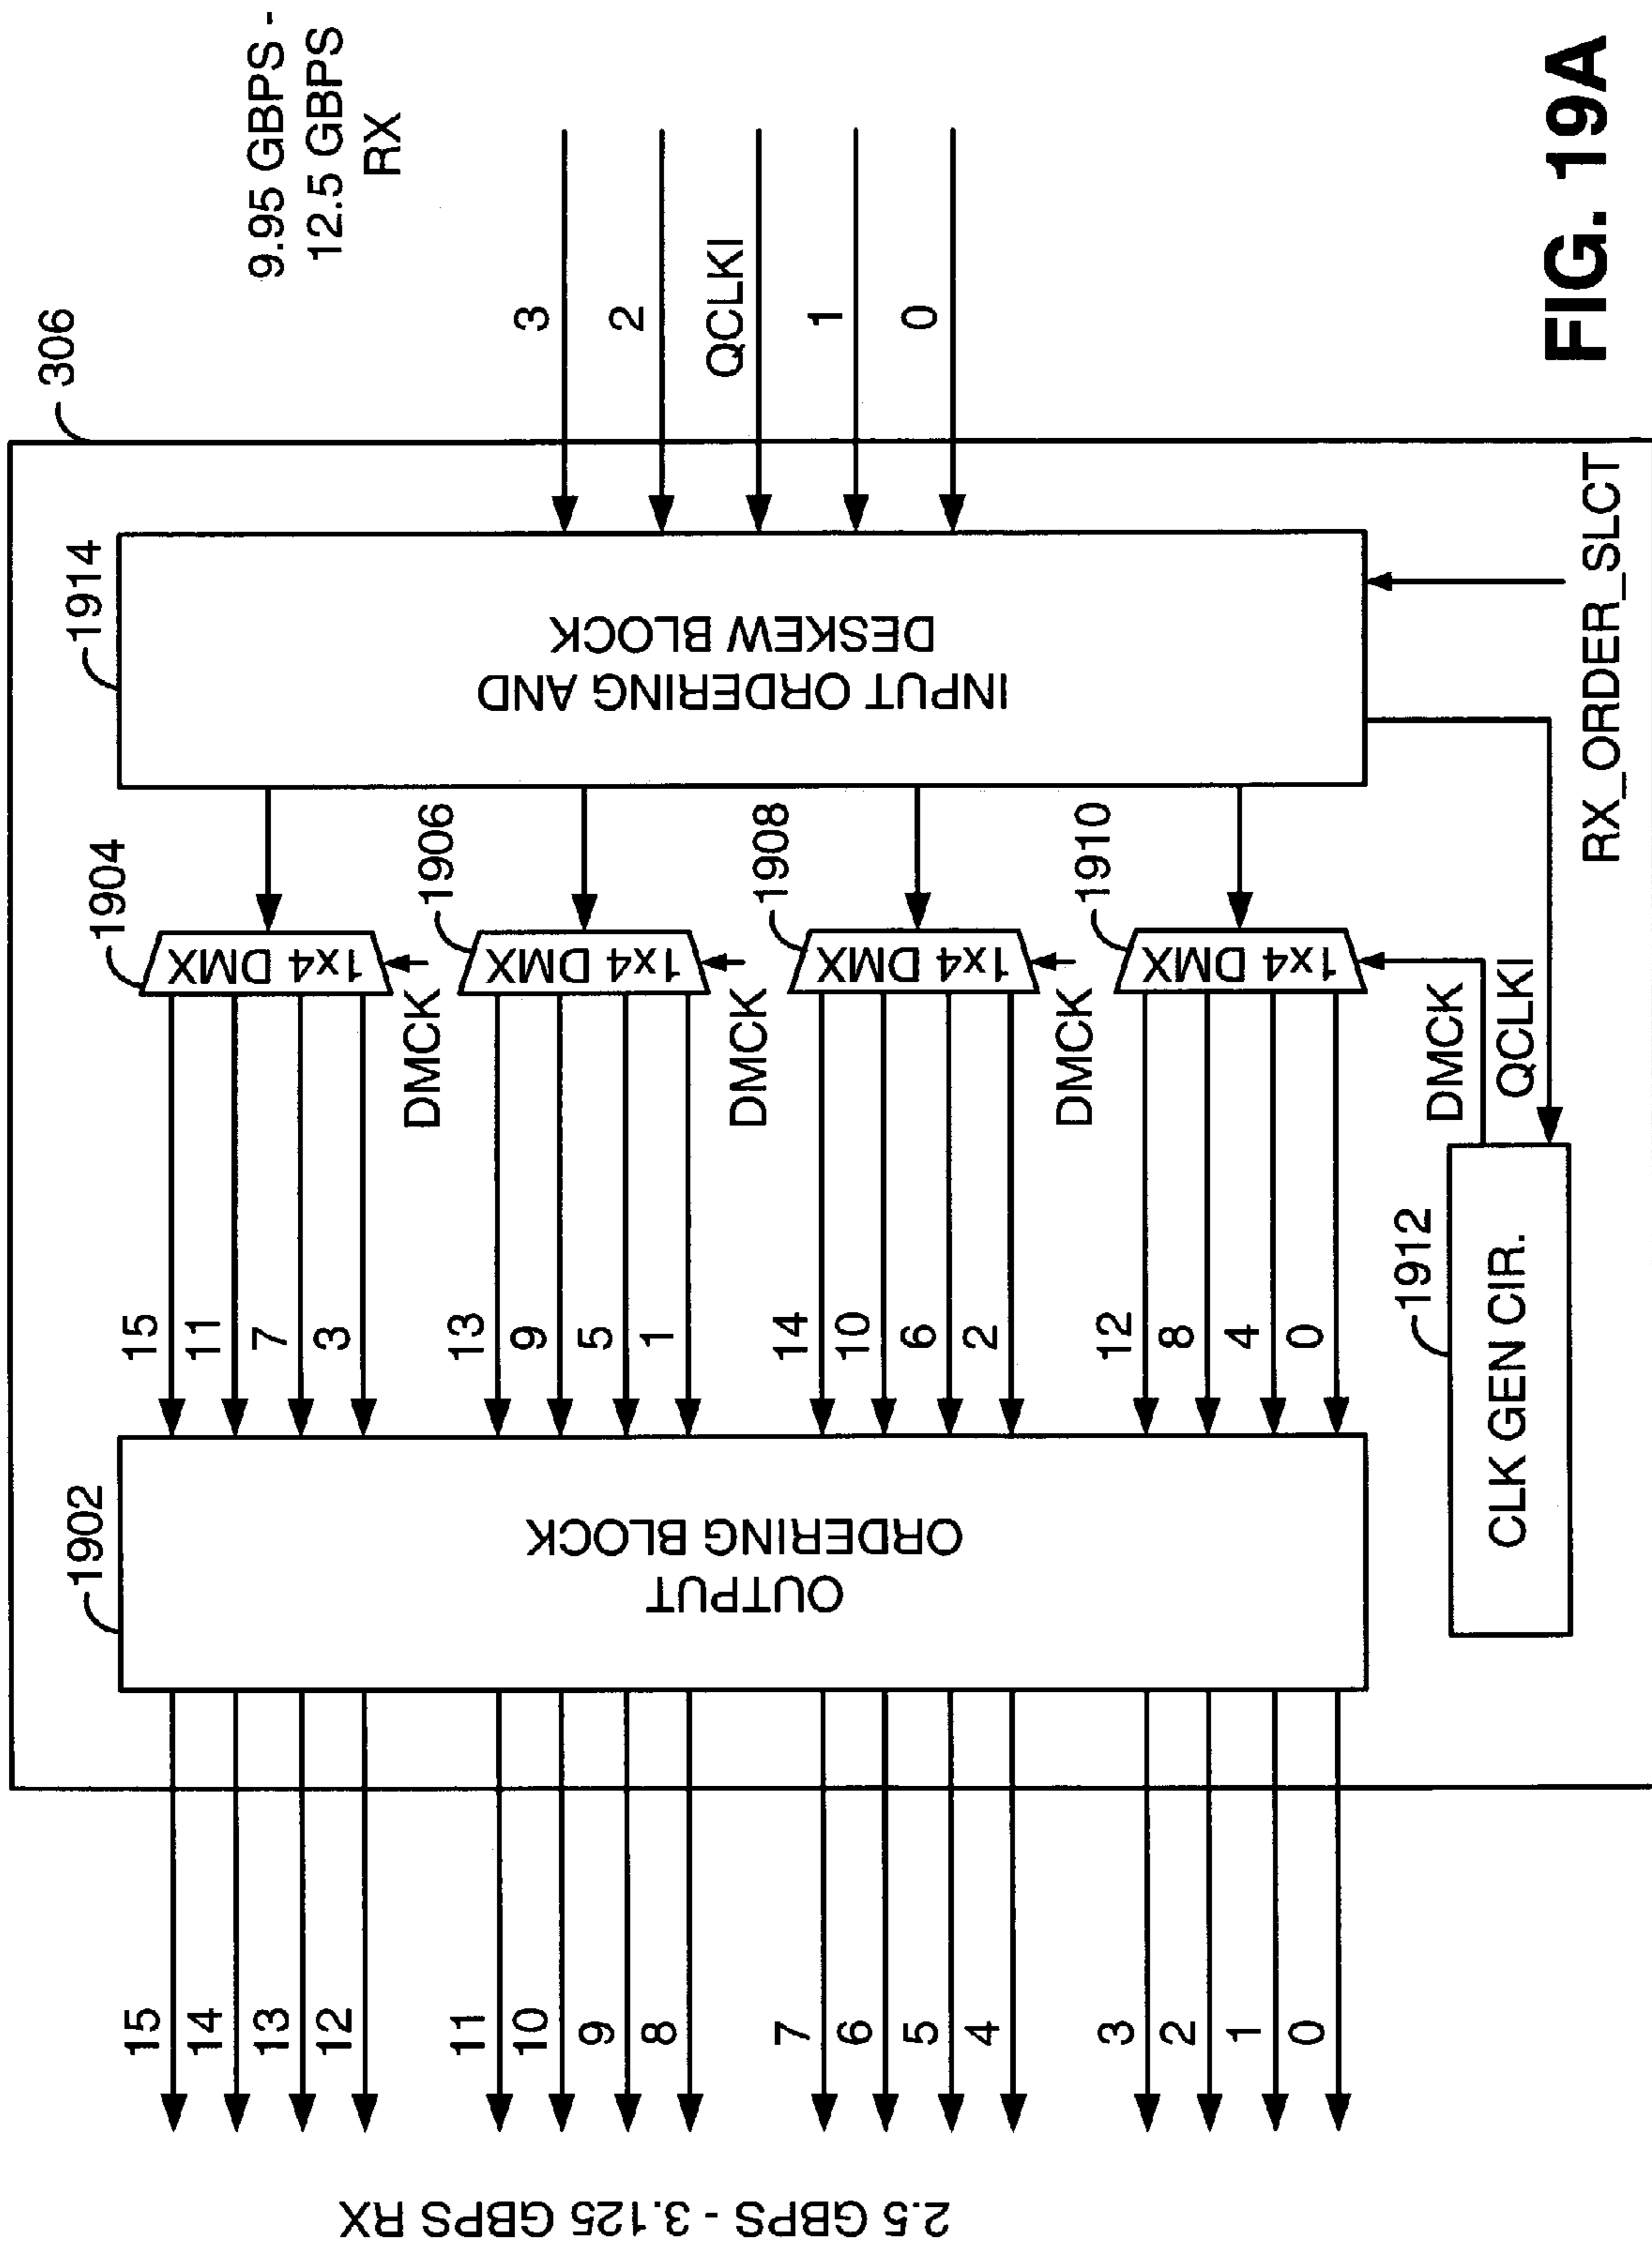 9.95 GBPS -
12.5 GBPS
RX
306
3
2
QCLKI
1
0
1914
INPUT ORDERING AND
DESKEW BLOCK
RX_ORDER_SLCT
1904
1x4 DMX
DMCK
1906
1x4 DMX
DMCK
1908
1x4 DMX
DMCK
1910
1x4 DMX
DMCK
QCLKI
1912
CLK GEN CIR.
15
11
7
3
13
9
5
1
14
10
6
2
12
8
4
0
1902
OUTPUT
ORDERING BLOCK
15
14
13
12
11
10
9
8
7
6
5
4
3
2
1
0
2.5 GBPS - 3.125 GBPS RX
FIG. 19A